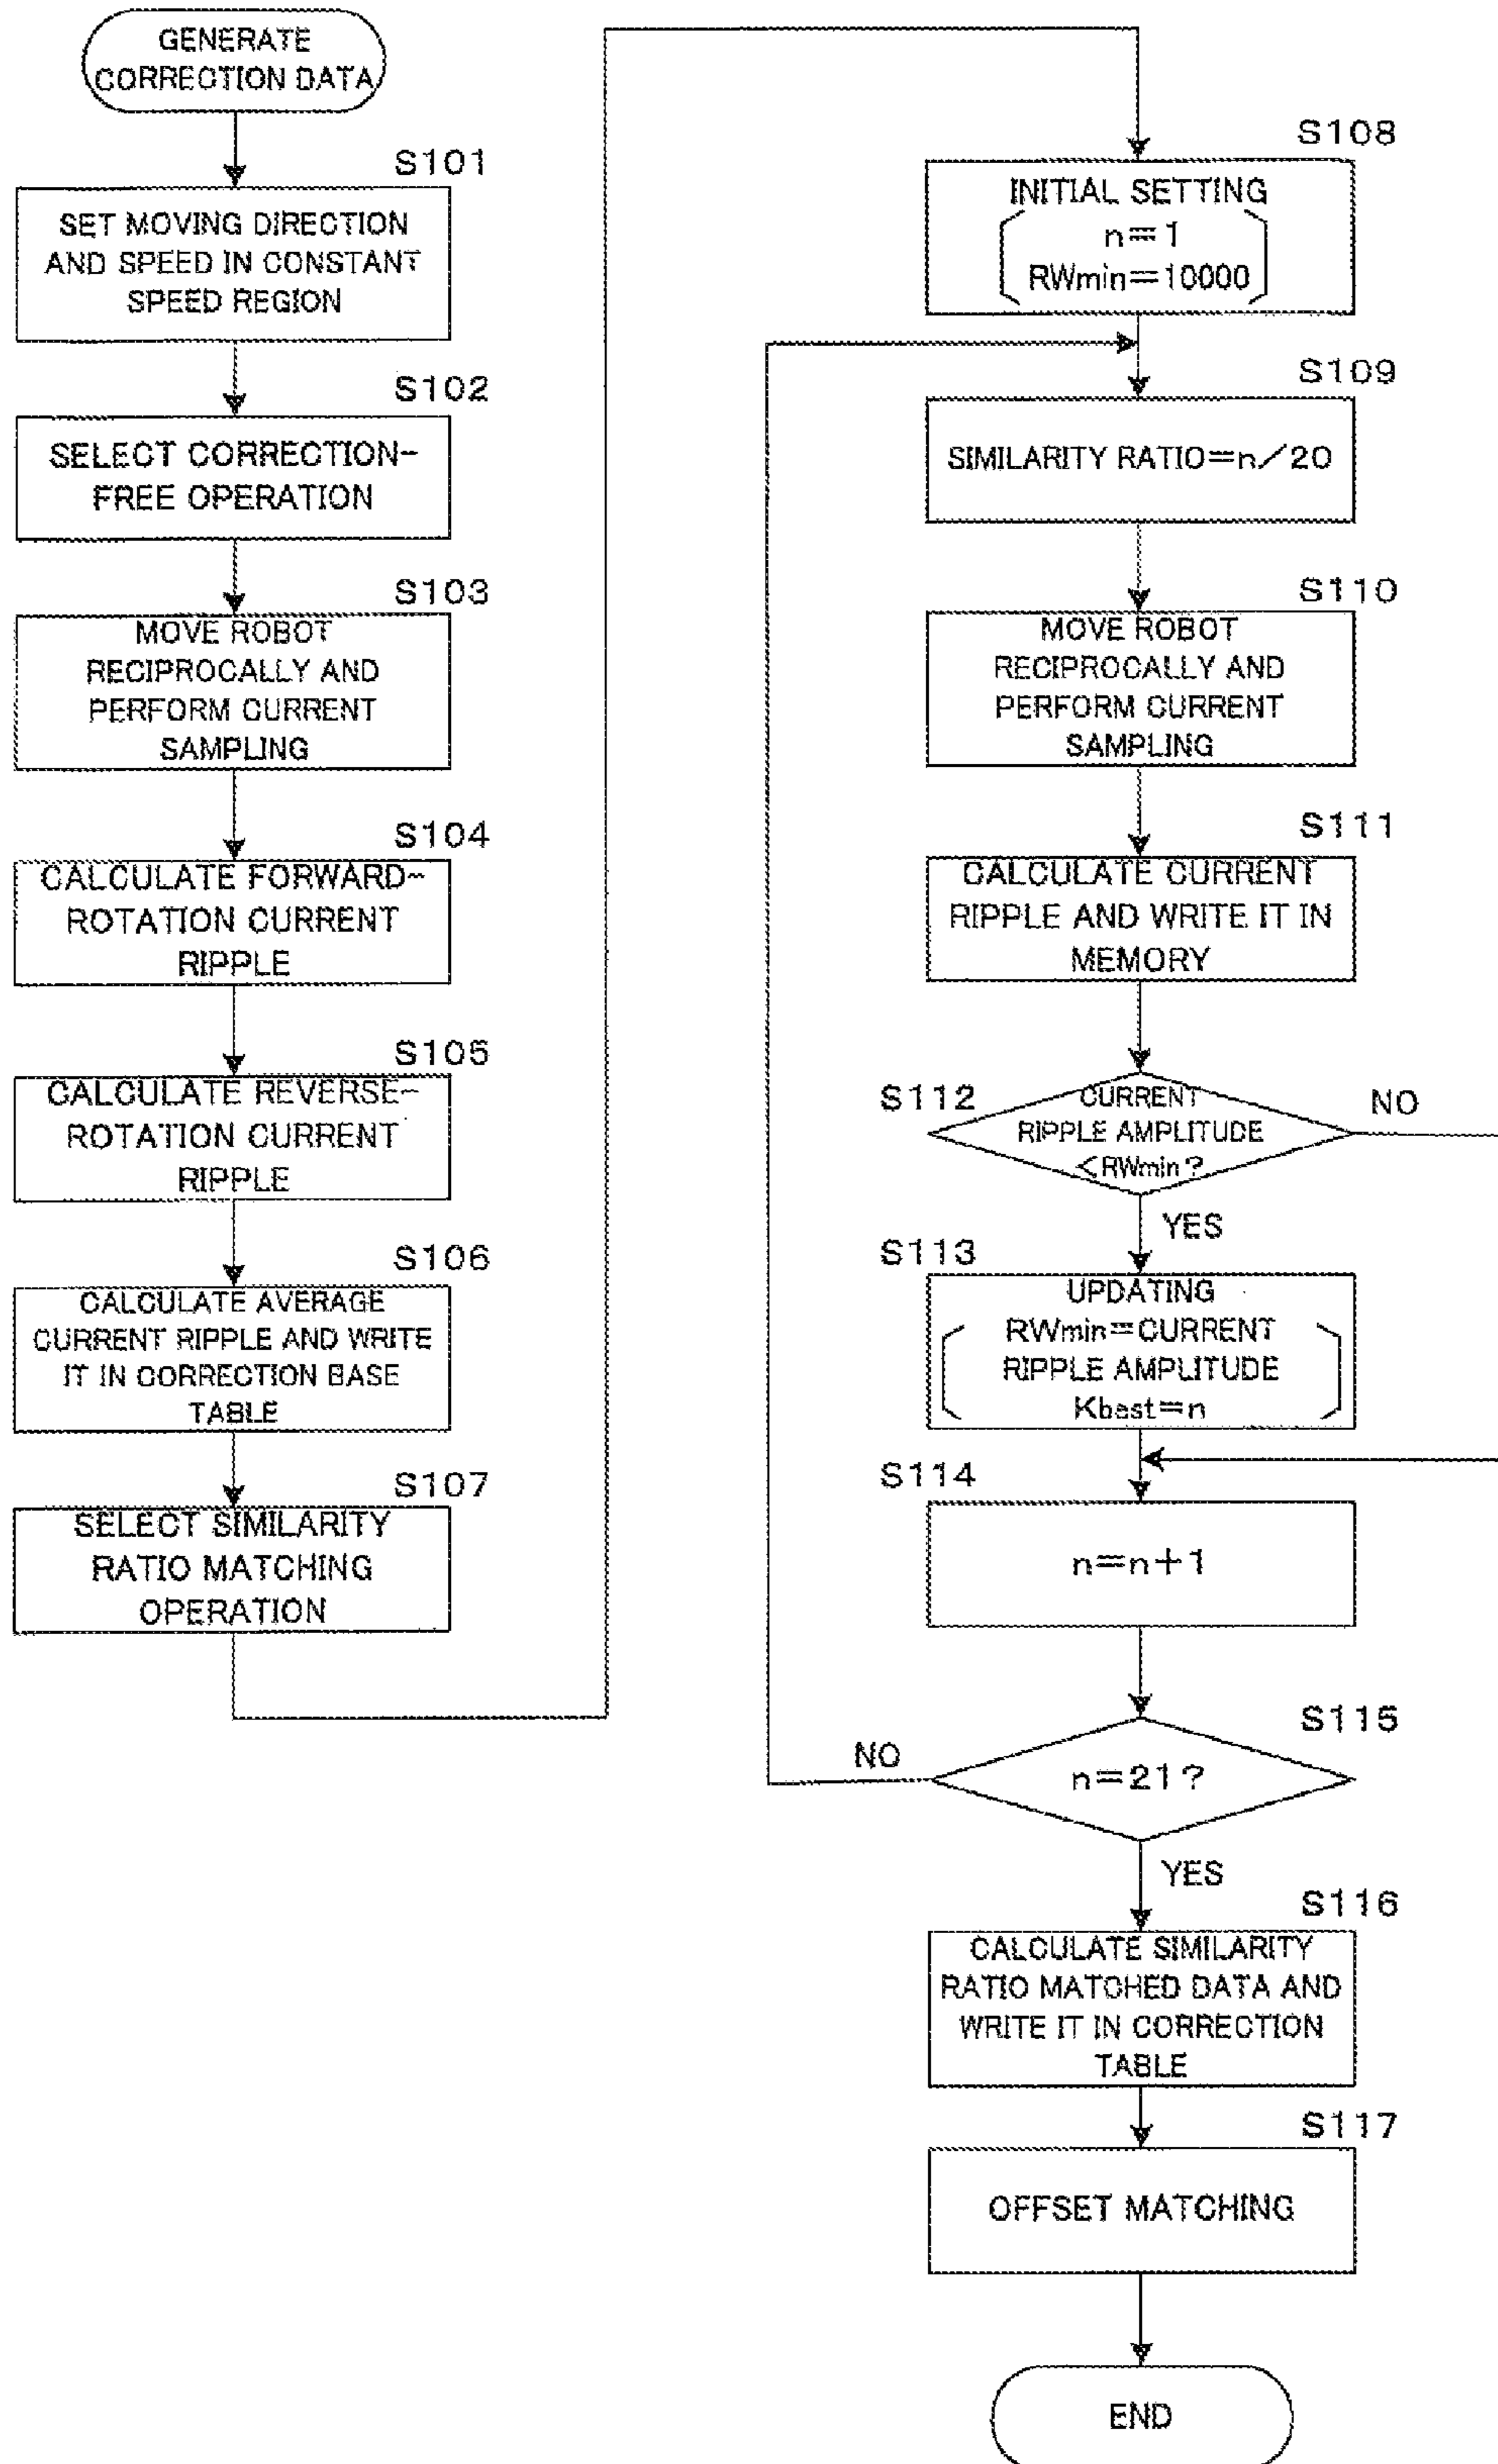 GENERATE
CORRECTION DATA
S101
SET MOVING DIRECTION
AND SPEED IN CONSTANT
SPEED REGION
S102
SELECT CORRECTION-
FREE OPERATION
S103
MOVE ROBOT
RECIPROCALLY AND
PERFORM CURRENT
SAMPLING
S104
CALCULATE FORWARD-
ROTATION CURRENT
RIPPLE
S105
CALCULATE REVERSE-
ROTATION CURRENT
RIPPLE
S106
CALCULATE AVERAGE
CURRENT RIPPLE AND WRITE
IT IN CORRECTION BASE
TABLE
S107
SELECT SIMILARITY
RATIO MATCHING
OPERATION
S108
INITIAL SETTING
n=1
RWmin=10000
S109
SIMILARITY RATIO=n/20
S110
MOVE ROBOT
RECIPROCALLY AND
PERFORM CURRENT
SAMPLING
S111
CALCULATE CURRENT
RIPPLE AND WRITE IT IN
MEMORY
S112
CURRENT
RIPPLE AMPLITUDE
<RWmin?
NO
YES
S113
UPDATING
RWmin=CURRENT
RIPPLE AMPLITUDE
Kbest=n
S114
n=n+1
S115
n=21?
NO
YES
S116
CALCULATE SIMILARITY
RATIO MATCHED DATA AND
WRITE IT IN CORRECTION
TABLE
S117
OFFSET MATCHING
END